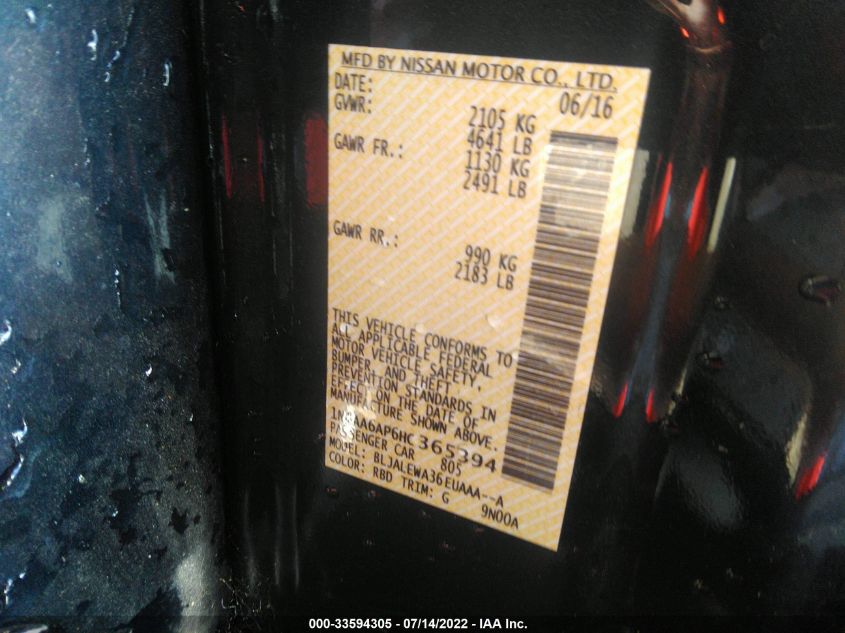 MFD BY NISSAN MOTOR CO., LTD.
DATE: 06/16
GVWR: 2105 KG
4641 LB
GAWR FR.: 1130 KG
2491 LB
GAWR RR.: 990 KG
2183 LB
THIS VEHICLE CONFORMS TO
ALL APPLICABLE FEDERAL
MOTOR VEHICLE SAFETY,
BUMPER, AND THEFT
PREVENTION STANDARDS IN
EFFECT ON THE DATE OF
MANUFACTURE SHOWN ABOVE.
PASSENGER CAR 805
MODEL: BLJALEWA36EUAAA--A
COLOR: RBD TRIM: G
9N00A
000-33594305 - 07/14/2022 - IAA Inc.